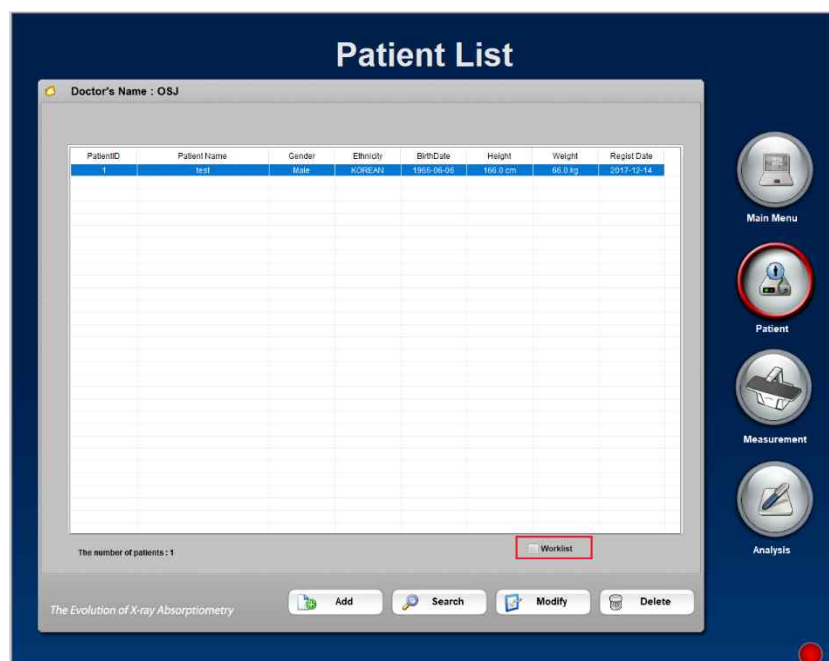 Patient List
Doctor's Name : OSJ
PatientID Patient Name Gender Ethnicity BirthDate Height Weight Regist Date
1 test Male KOREAN 1966-06-06 166.0 cm 66.0 kg 2017-12-14
Main Menu
Patient
Measurement
Analysis
The number of patients : 1
Worklist
The Evolution of X-ray Absorptiometry
Add Search Modify Delete